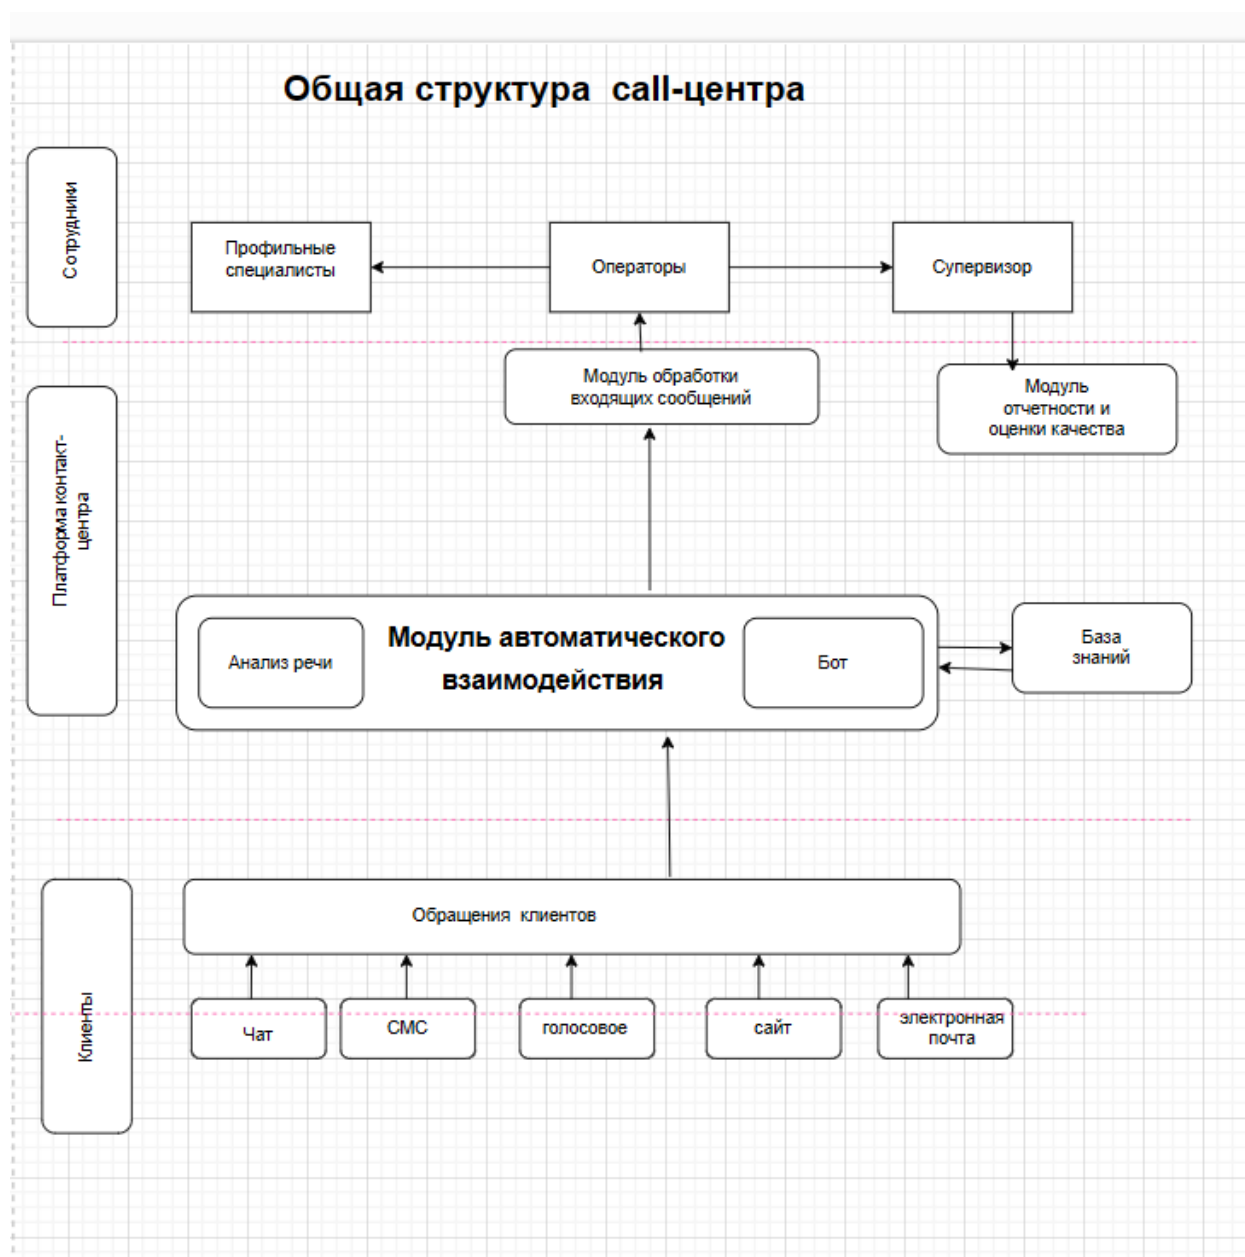 Общая структура  call-центра
Сотрудники
Профильные
специалисты
Операторы
Супервизор
Модуль обработки
входящих сообщений
Модуль
отчетности и
оценки качества
Платформа контакт-
центра
Анализ речи
Модуль автоматического
взаимодействия
Бот
База
знаний
Клиенты
Обращения  клиентов
Чат
СМС
голосовое
сайт
электронная
почта